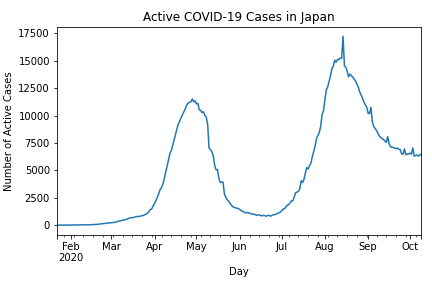 Active COVID-19 Cases in Japan
Number of Active Cases
17500
15000
12500
10000
7500
5000
2500
0
Feb Mar Apr May Jun Jul Aug Sep Oct
2020
Day